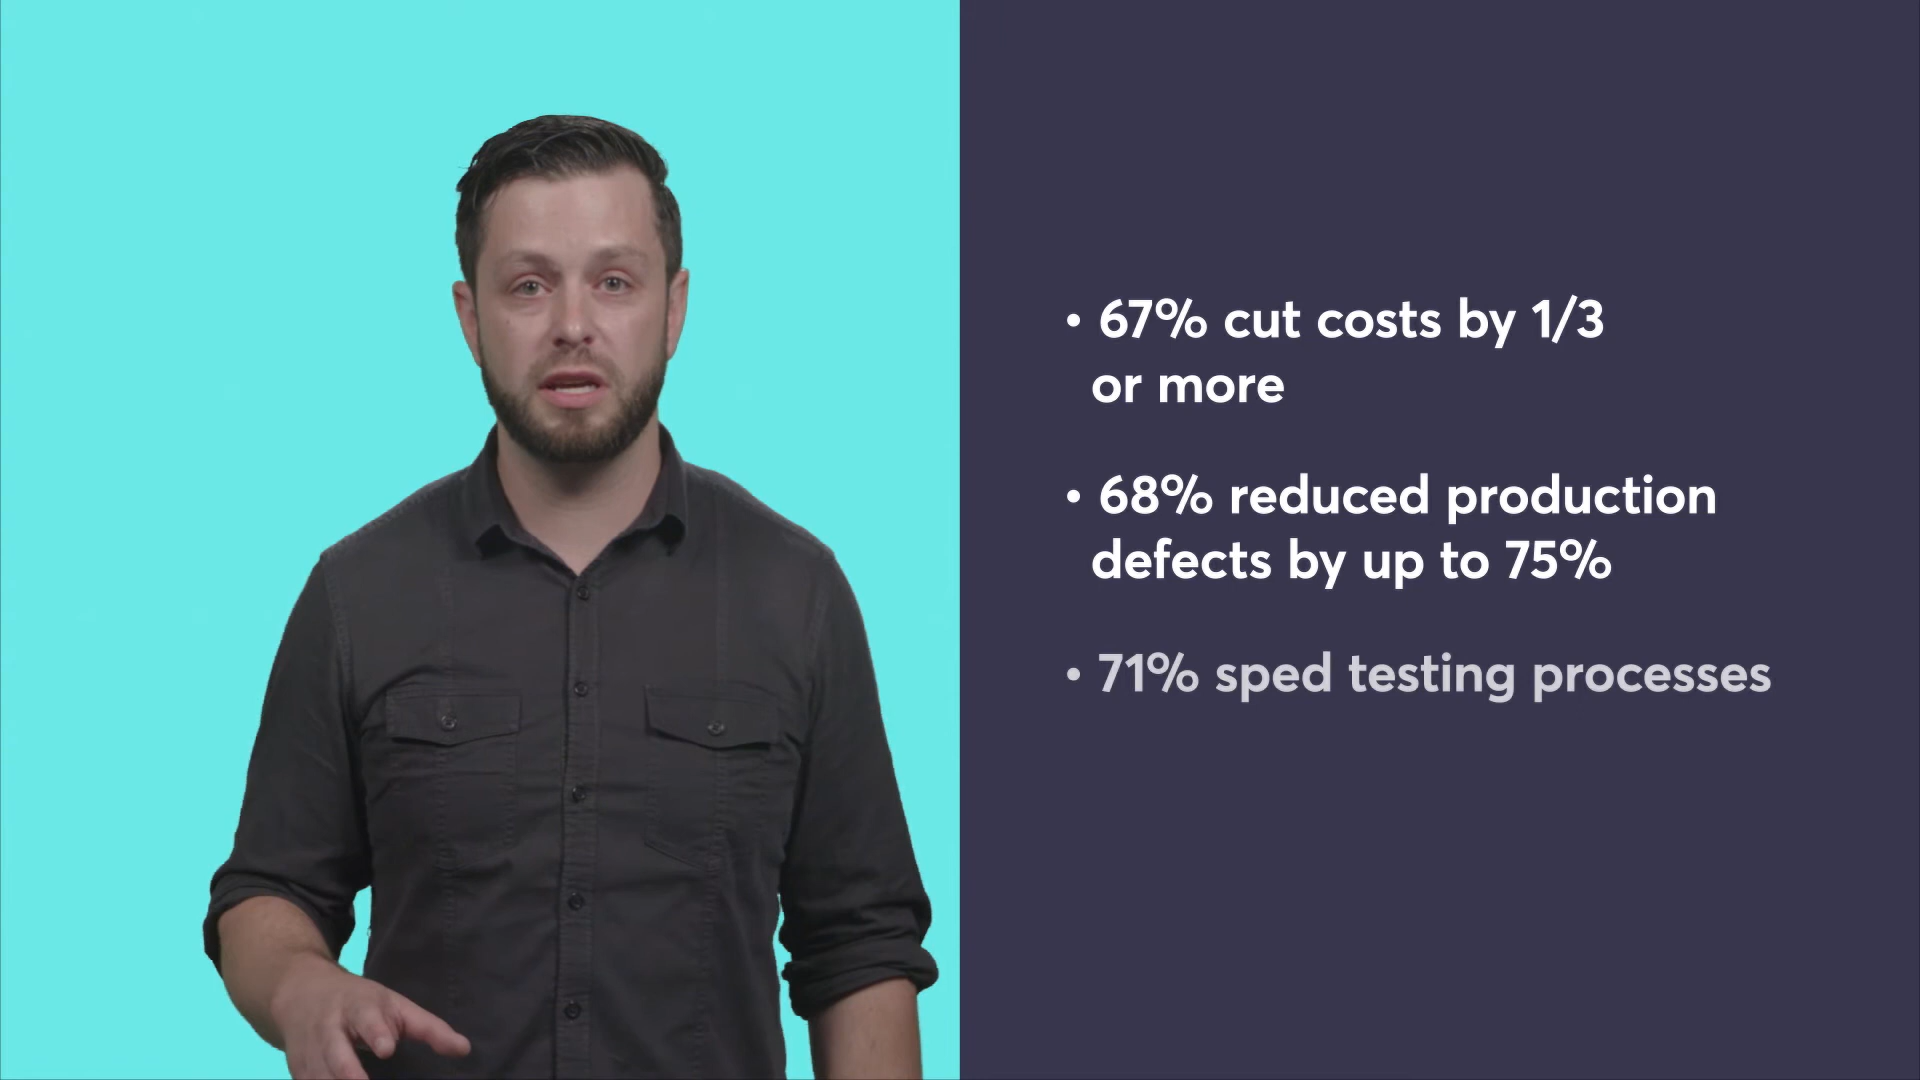 • 67% cut costs by 1/3
or more
• 68% reduced production
defects by up to 75%
• 71% sped testing processes